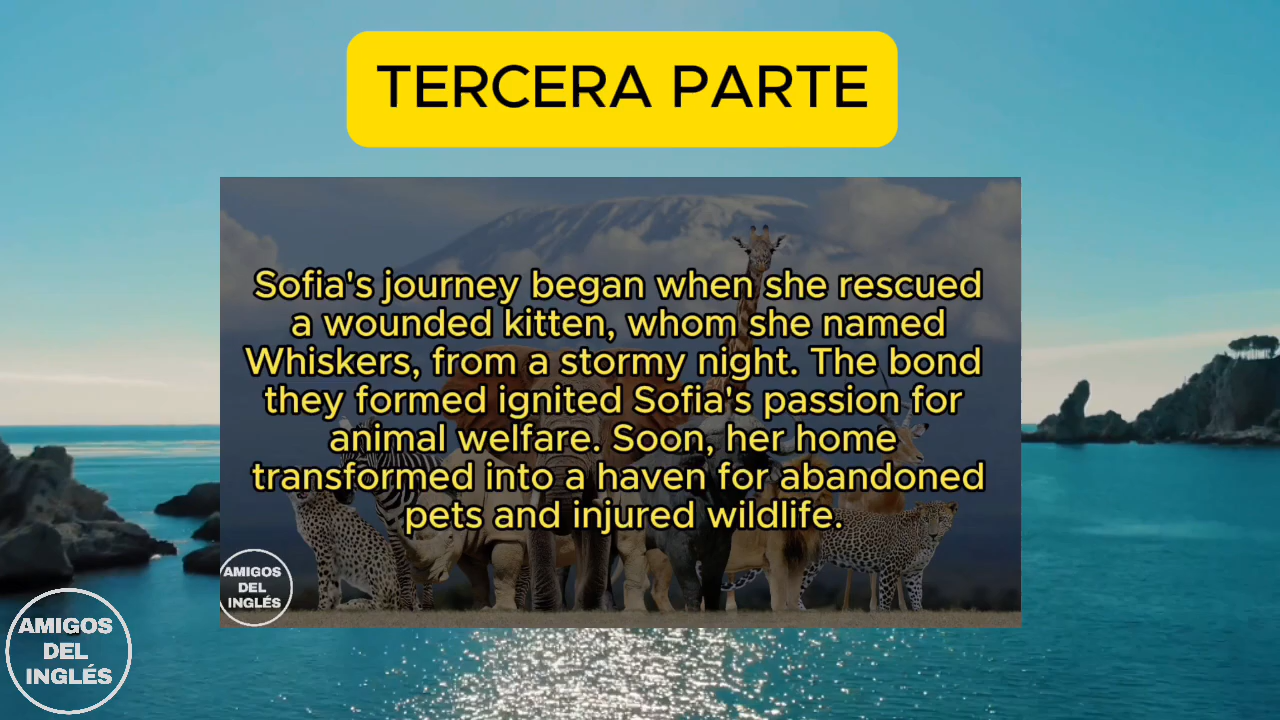 TERCERA PARTE
Sofia's journey began when she rescued
a wounded kitten, whom she named
Whiskers, from a stormy night. The bond
they formed ignited Sofia's passion for
animal welfare. Soon, her home
transformed into a haven for abandoned
pets and injured wildlife.
AMIGOS
DEL
INGLÉS
AMIGOS
DEL
INGLÉS